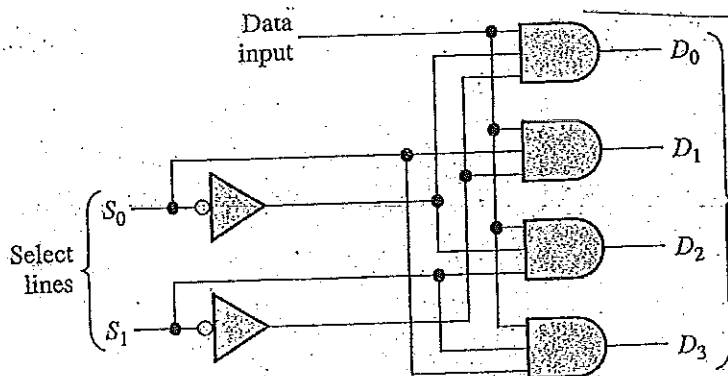 Data
input
D₀
D₁
S₀
Select
lines
D₂
S₁
D₃